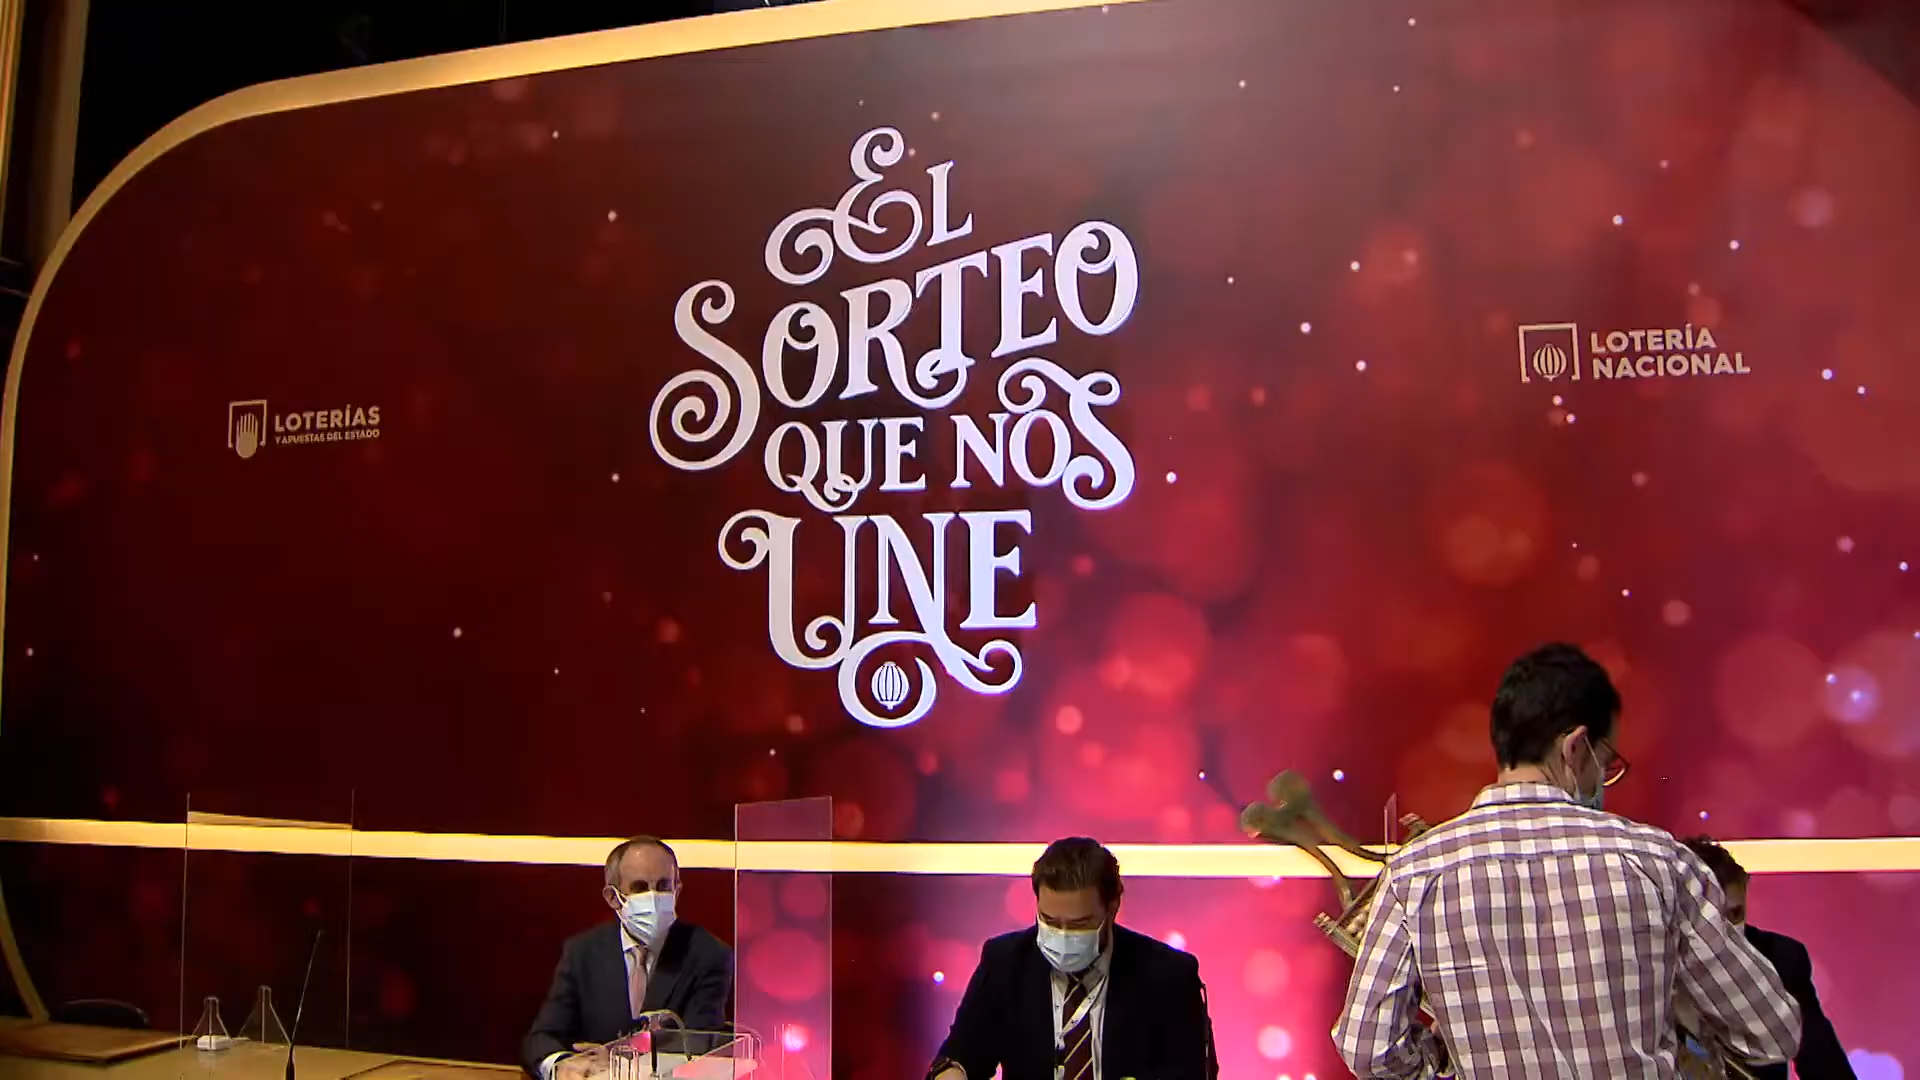 EL
SORTEO
QUE NOS
UNE
LOTERÍAS
Y APUESTAS DEL ESTADO
LOTERÍA
NACIONAL